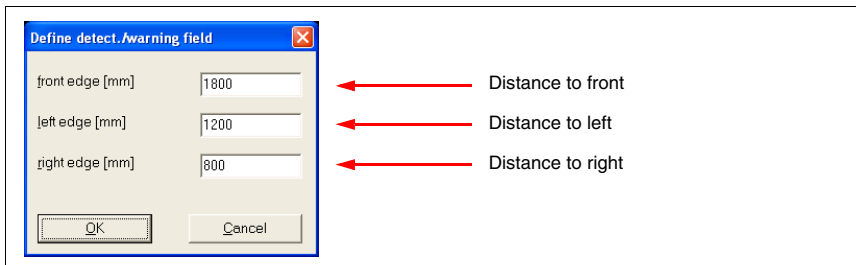 Define detect./warning field
front edge [mm] 1800 Distance to front
left edge [mm] 1200 Distance to left
right edge [mm] 800 Distance to right
OK Cancel